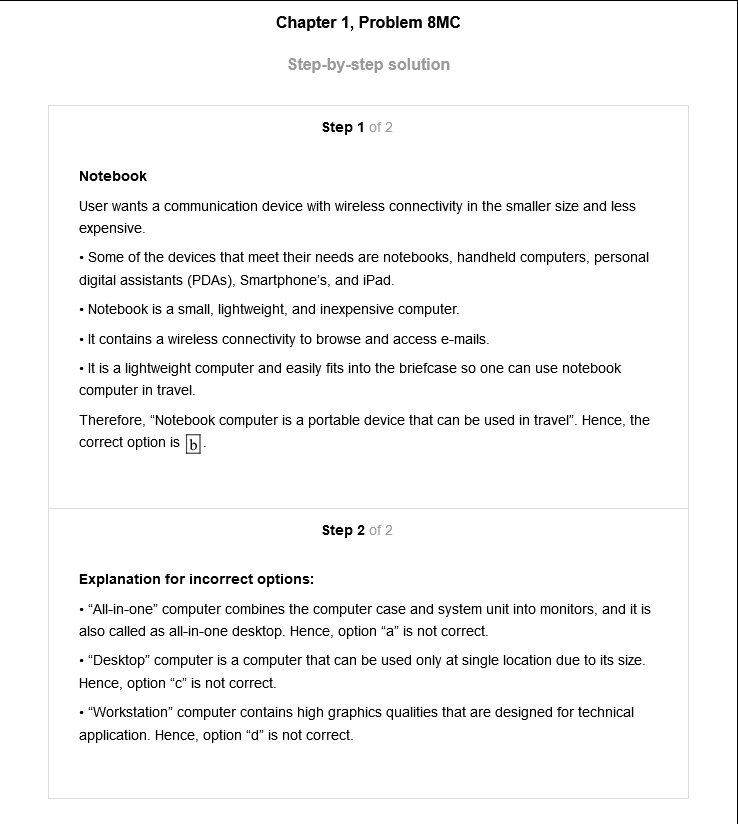 Chapter 1, Problem 8MC
Step-by-step solution
Step 1 of 2
Notebook
User wants a communication device with wireless connectivity in the smaller size and less
expensive.
• Some of the devices that meet their needs are notebooks, handheld computers, personal
digital assistants (PDAs), Smartphone’s, and iPad.
• Notebook is a small, lightweight, and inexpensive computer.
• It contains a wireless connectivity to browse and access e-mails.
• It is a lightweight computer and easily fits into the briefcase so one can use notebook
computer in travel.
Therefore, “Notebook computer is a portable device that can be used in travel”. Hence, the
correct option is b.
Step 2 of 2
Explanation for incorrect options:
• “All-in-one” computer combines the computer case and system unit into monitors, and it is
also called as all-in-one desktop. Hence, option “a” is not correct.
• “Desktop” computer is a computer that can be used only at single location due to its size.
Hence, option “c” is not correct.
• “Workstation” computer contains high graphics qualities that are designed for technical
application. Hence, option “d” is not correct.